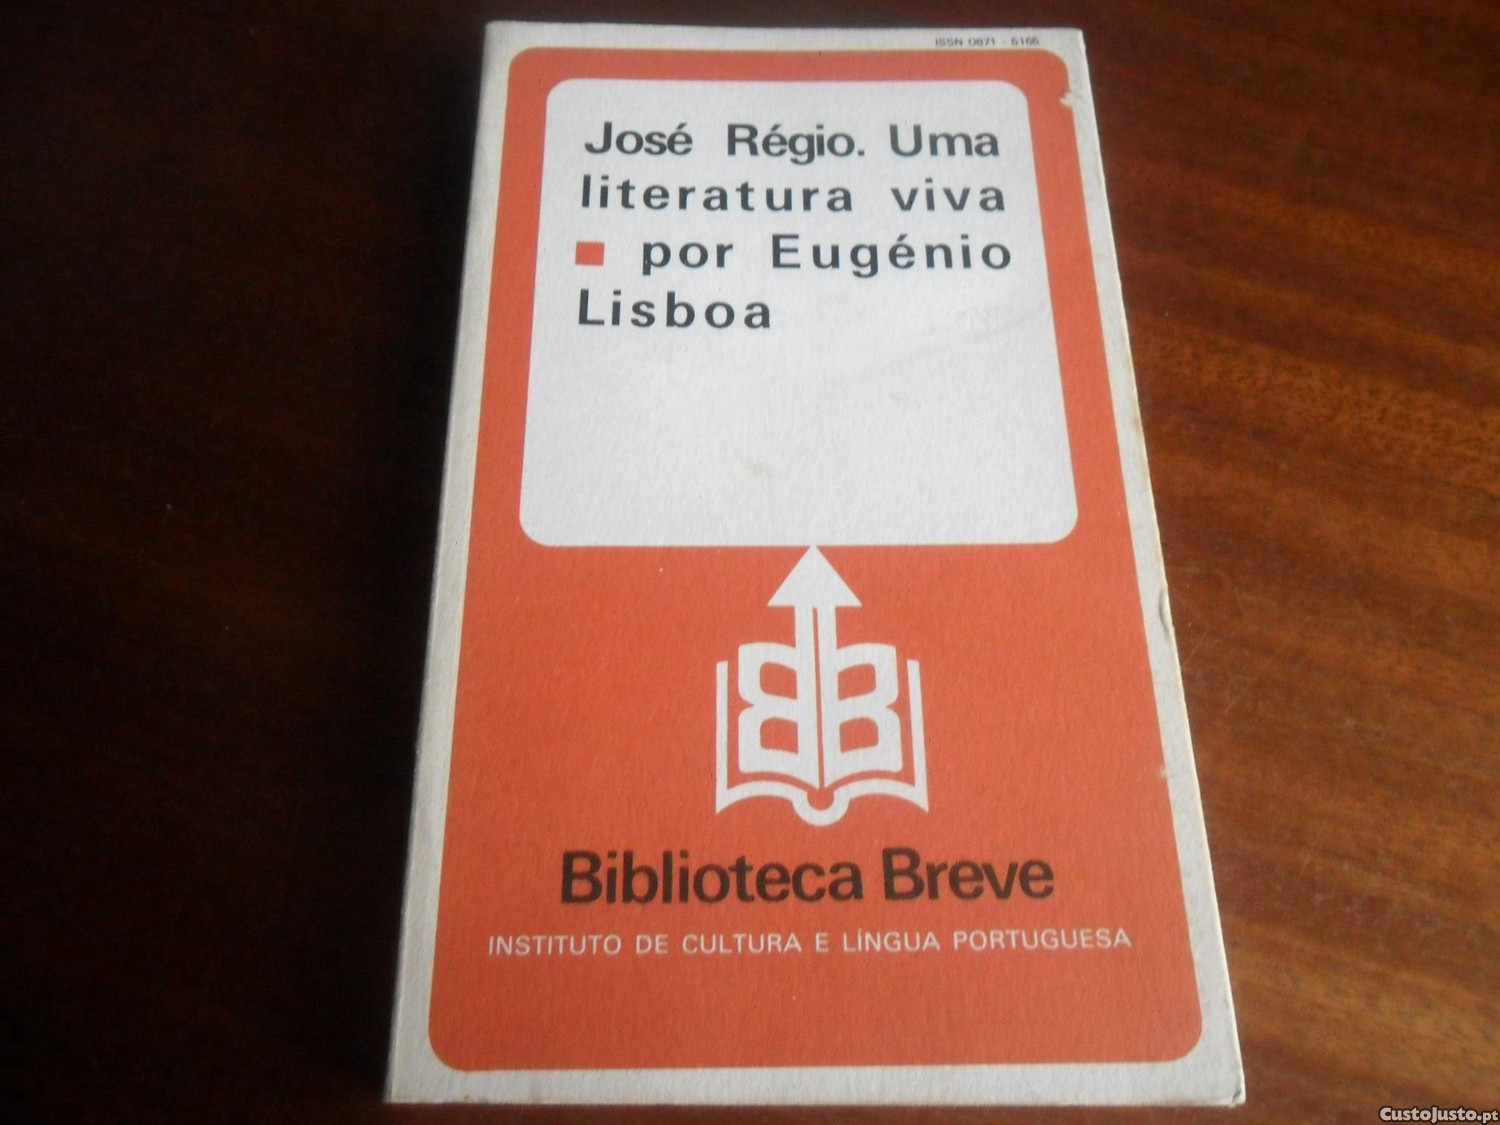 ISSN 0871 - 5165
José Régio. Uma
literatura viva
■ por Eugénio
Lisboa
BB
Biblioteca Breve
INSTITUTO DE CULTURA E LÍNGUA PORTUGUESA
CustoJusto.pt